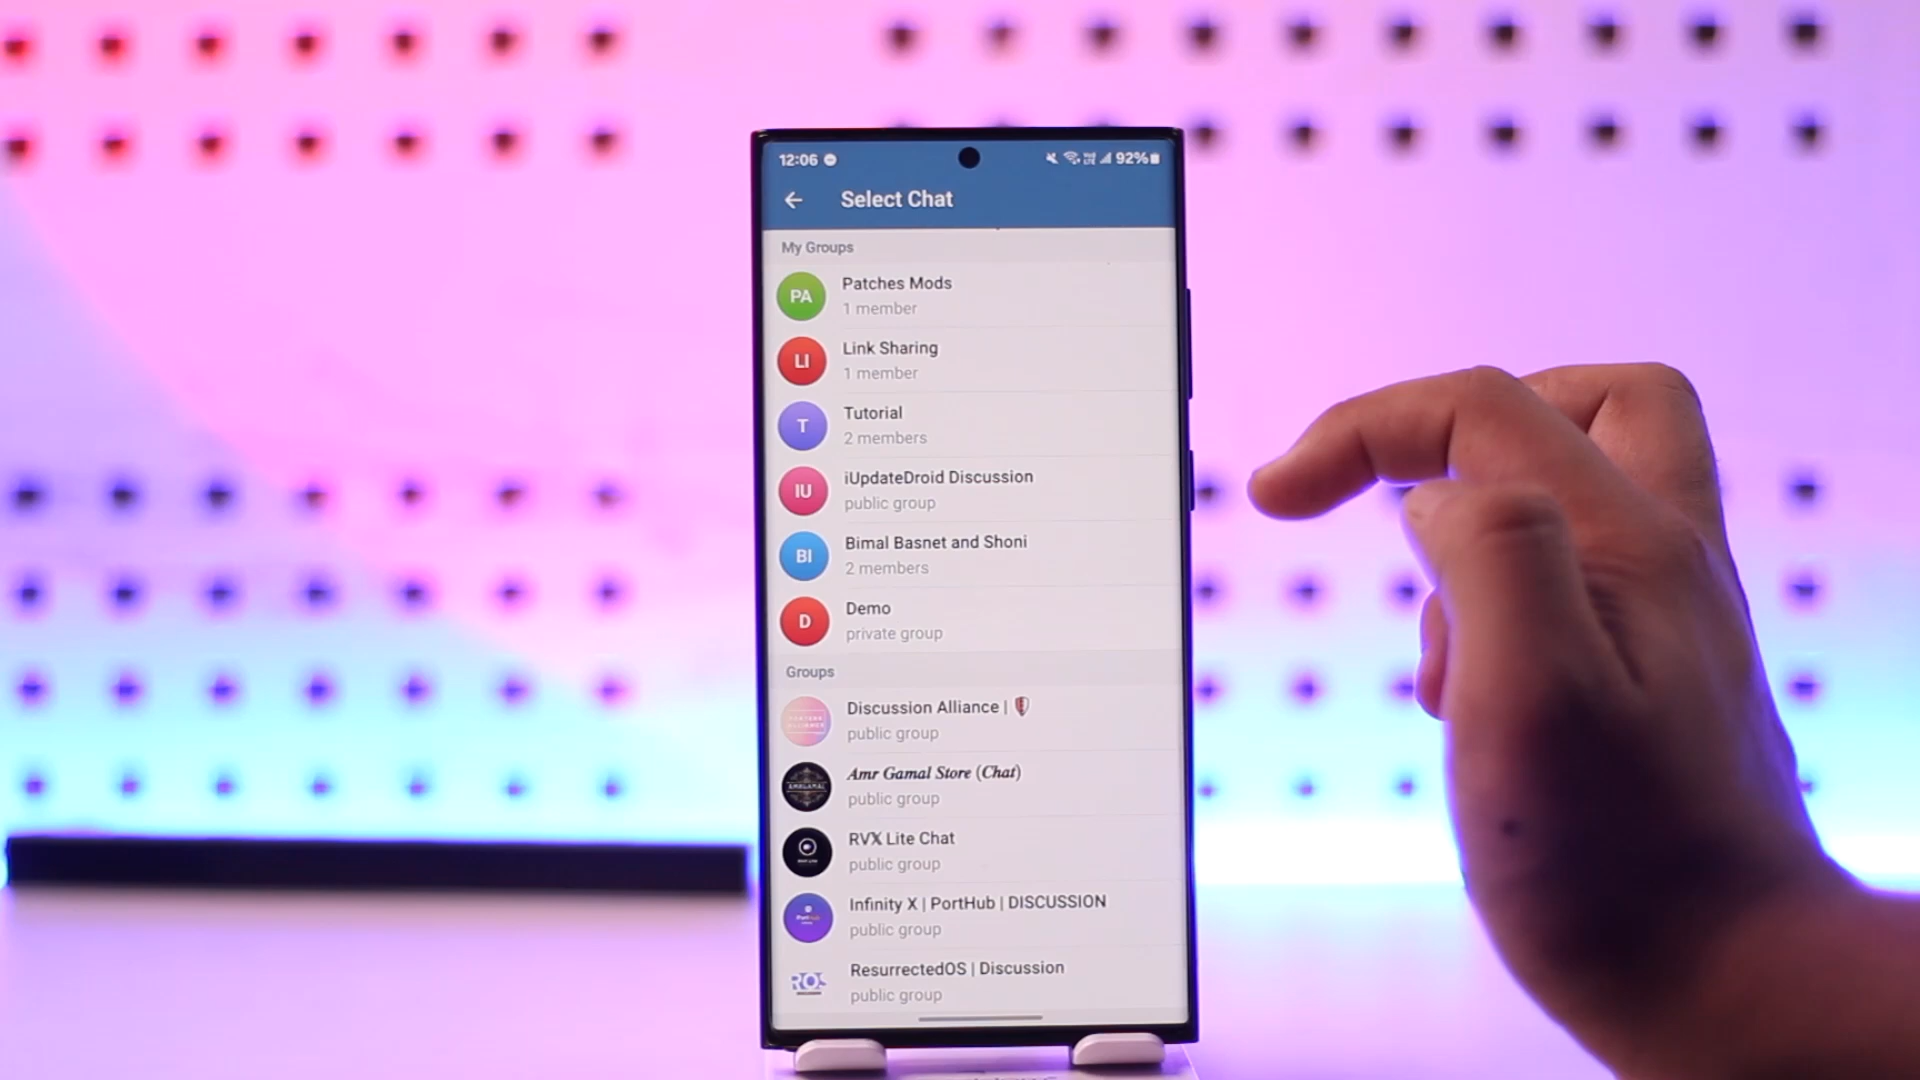 12:06 92%
Select Chat
My Groups
PA Patches Mods
1 member
LI Link Sharing
1 member
T Tutorial
2 members
IU iUpdateDroid Discussion
public group
BI Bimal Basnet and Shoni
2 members
D Demo
private group
Groups
Discussion Alliance |
public group
Amr Gamal Store (Chat)
public group
RVX Lite Chat
public group
Infinity X | PortHub | DISCUSSION
public group
ROS ResurrectedOS | Discussion
public group